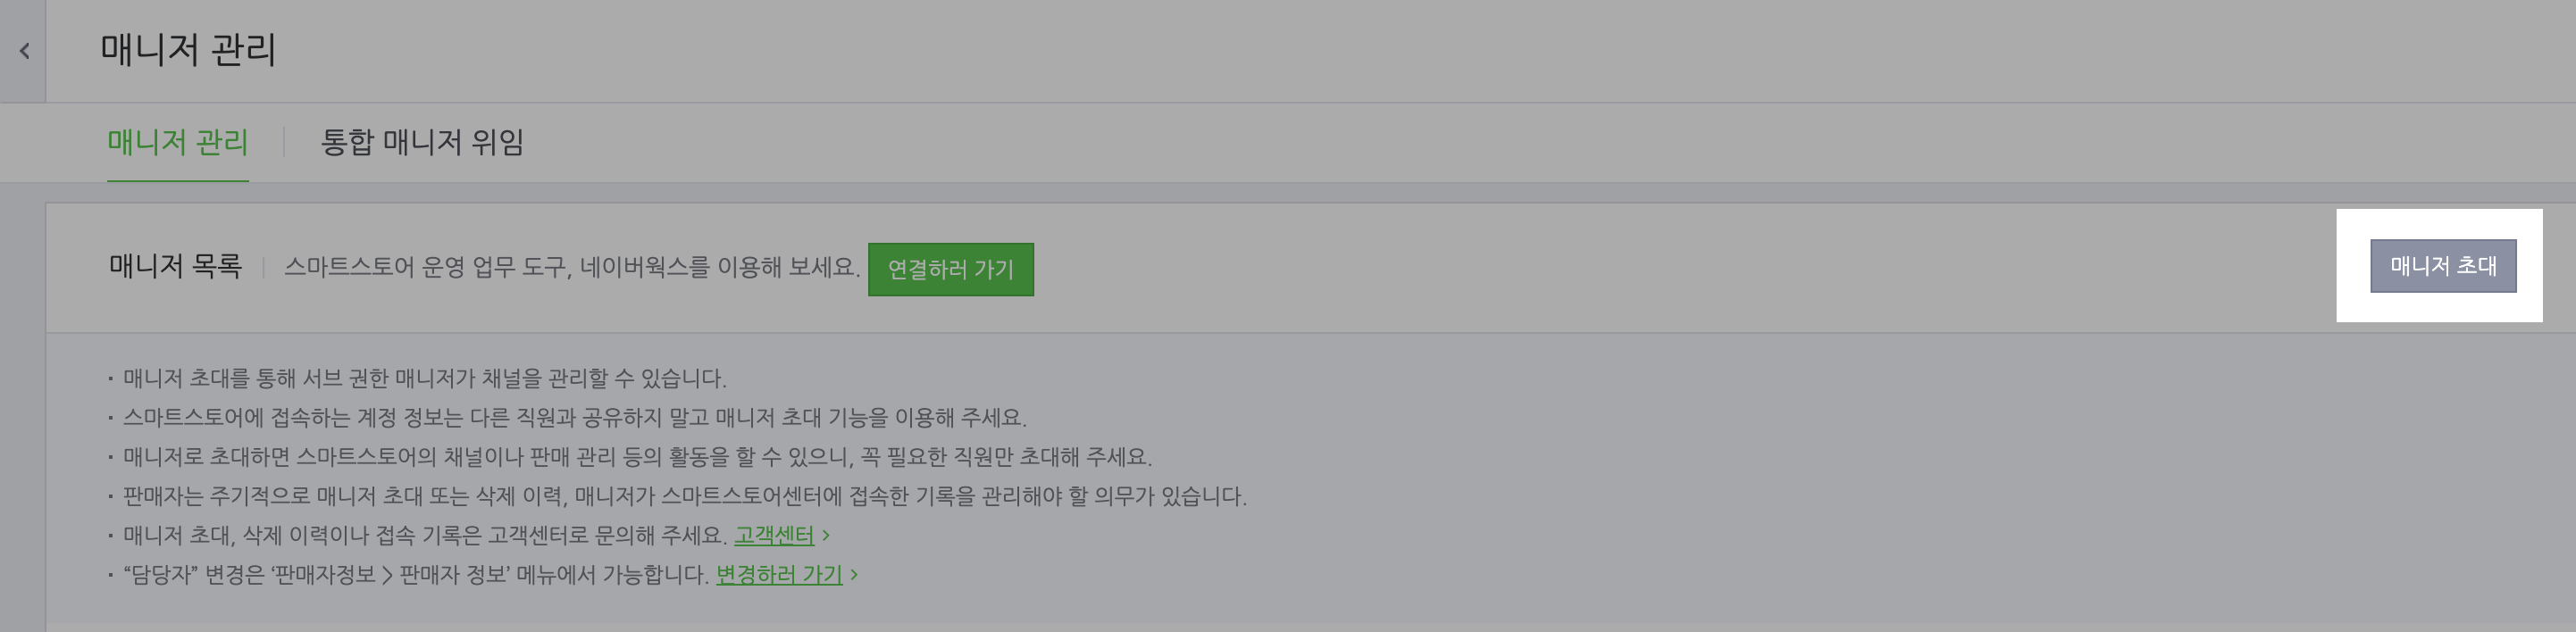 매니저 관리
매니저 관리
통합 매니저 위임
매니저 목록 스마트스토어 운영 업무 도구, 네이버웍스를 이용해 보세요. 연결하러 가기 매니저 초대
· 매니저 초대를 통해 서브 권한 매니저가 채널을 관리할 수 있습니다.
· 스마트스토어에 접속하는 계정 정보는 다른 직원과 공유하지 말고 매니저 초대 기능을 이용해 주세요.
· 매니저로 초대하면 스마트스토어의 채널이나 판매 관리 등의 활동을 할 수 있으니, 꼭 필요한 직원만 초대해 주세요.
· 판매자는 주기적으로 매니저 초대 또는 삭제 이력, 매니저가 스마트스토어센터에 접속한 기록을 관리해야 할 의무가 있습니다.
· 매니저 초대, 삭제 이력이나 접속 기록은 고객센터로 문의해 주세요. 고객센터 >
· “담당자” 변경은 ‘판매자정보 > 판매자 정보’ 메뉴에서 가능합니다. 변경하러 가기 >